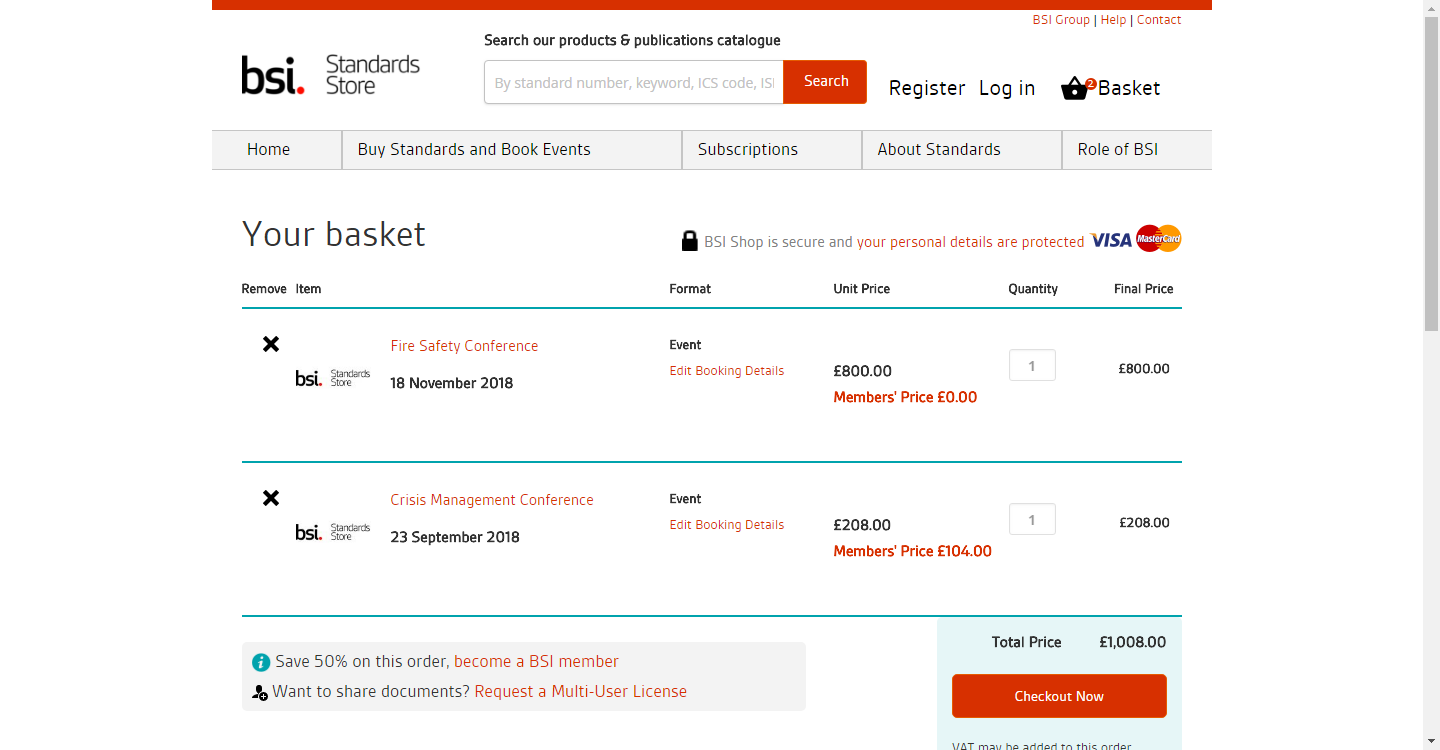 BSI Group | Help | Contact
Search our products & publications catalogue
bsi. Standards Store
By standard number, keyword, ICS code, ISI
Search
Register Log in 2 Basket
Home Buy Standards and Book Events Subscriptions About Standards Role of BSI
Your basket
BSI Shop is secure and your personal details are protected VISA MasterCard
Remove Item Format Unit Price Quantity Final Price
Fire Safety Conference Event
bsi. Standards Store 18 November 2018 Edit Booking Details £800.00 1 £800.00
Members' Price £0.00
Crisis Management Conference Event
bsi. Standards Store 23 September 2018 Edit Booking Details £208.00 1 £208.00
Members' Price £104.00
Total Price £1,008.00
Save 50% on this order, become a BSI member
Want to share documents? Request a Multi-User License
Checkout Now
VAT may be added to this order